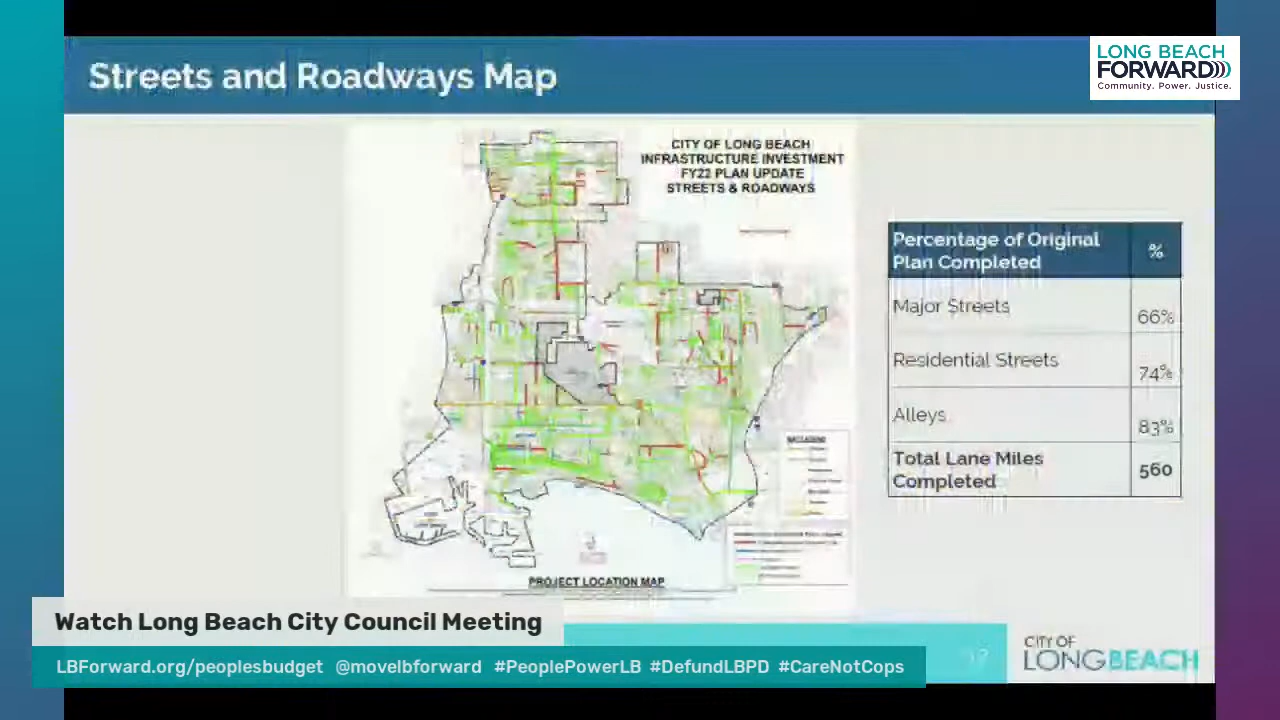 Streets and Roadways Map
LONG BEACH
FORWARD
Community. Power. Justice.
CITY OF LONG BEACH
INFRASTRUCTURE INVESTMENT
FY22 PLAN UPDATE
STREETS & ROADWAYS
Percentage of Original
Plan Completed
%
Major Streets
66%
Residential Streets
74%
Alleys
83%
Total Lane Miles
Completed
560
PROJECT LOCATION MAP
Watch Long Beach City Council Meeting
LBForward.org/peoplesbudget @movelbforward #PeoplePowerLB #DefundLBPD #CareNotCops
CITY OF
LONGBEACH